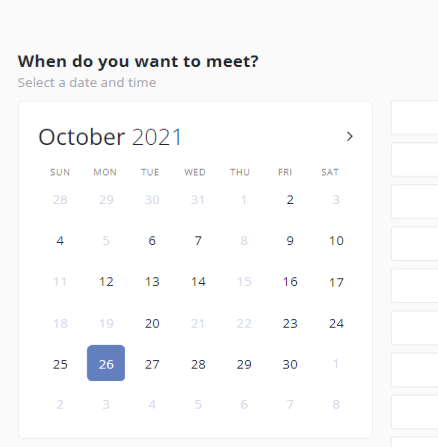 When do you want to meet?
Select a date and time
October 2021 >
SUN MON TUE WED THU FRI SAT
28 29 30 31 1 2 3
4 5 6 7 8 9 10
11 12 13 14 15 16 17
18 19 20 21 22 23 24
25 26 27 28 29 30 1
2 3 4 5 6 7 8